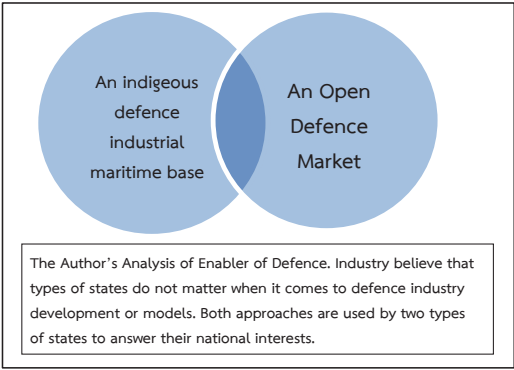 An indigeous
defence
industrial
maritime base
An Open
Defence
Market
The Author's Analysis of Enabler of Defence. Industry believe that
types of states do not matter when it comes to defence industry
development or models. Both approaches are used by two types
of states to answer their national interests.